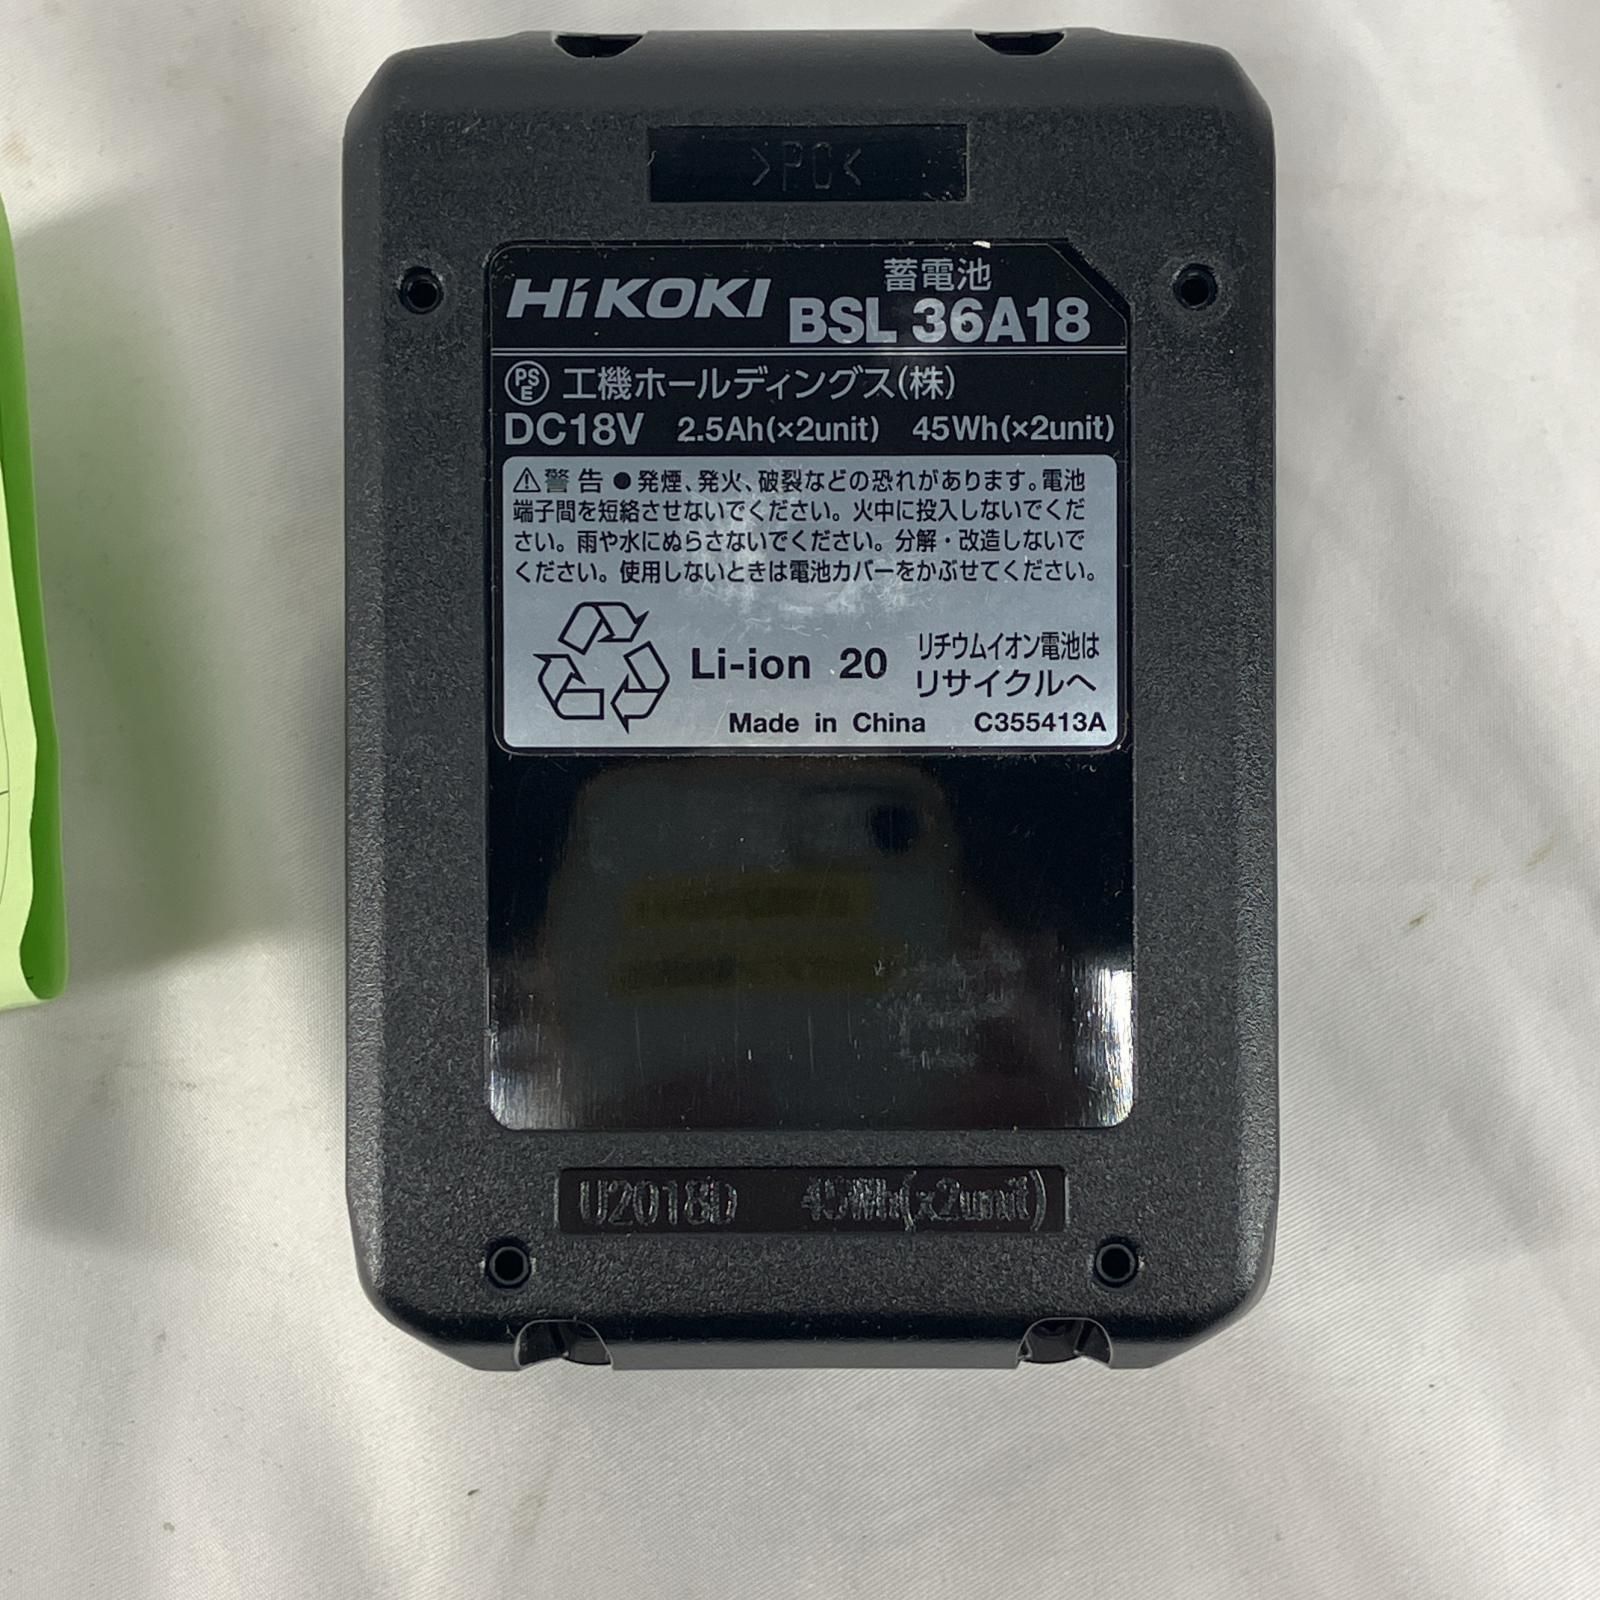 >PC<
HiKOKI
蓄電池
BSL 36A18
PSE 工機ホールディングス(株)
DC18V 2.5Ah(×2unit) 45Wh(×2unit)
⚠警告 ●発煙、発火、破裂などの恐れがあります。電池
端子間を短絡させないでください。火中に投入しないでくだ
さい。雨や水にぬらさないでください。分解・改造しないで
ください。使用しないときは電池カバーをかぶせてください。
Li-ion 20
リチウムイオン電池は
リサイクルへ
Made in China C355413A
U2018D 45Wh(x2unit)